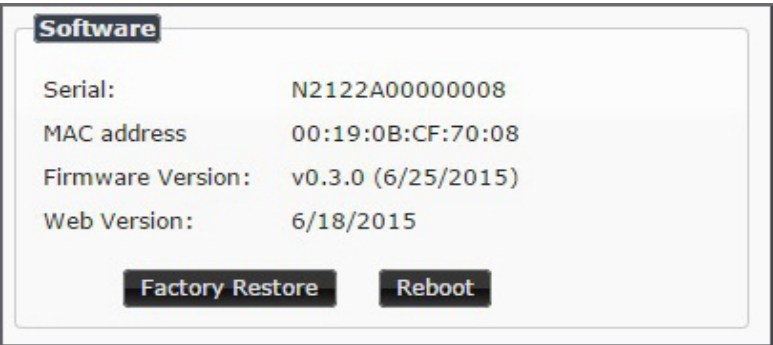 Software
Serial: N2122A00000008
MAC address 00:19:0B:CF:70:08
Firmware Version: v0.3.0 (6/25/2015)
Web Version: 6/18/2015
Factory Restore Reboot